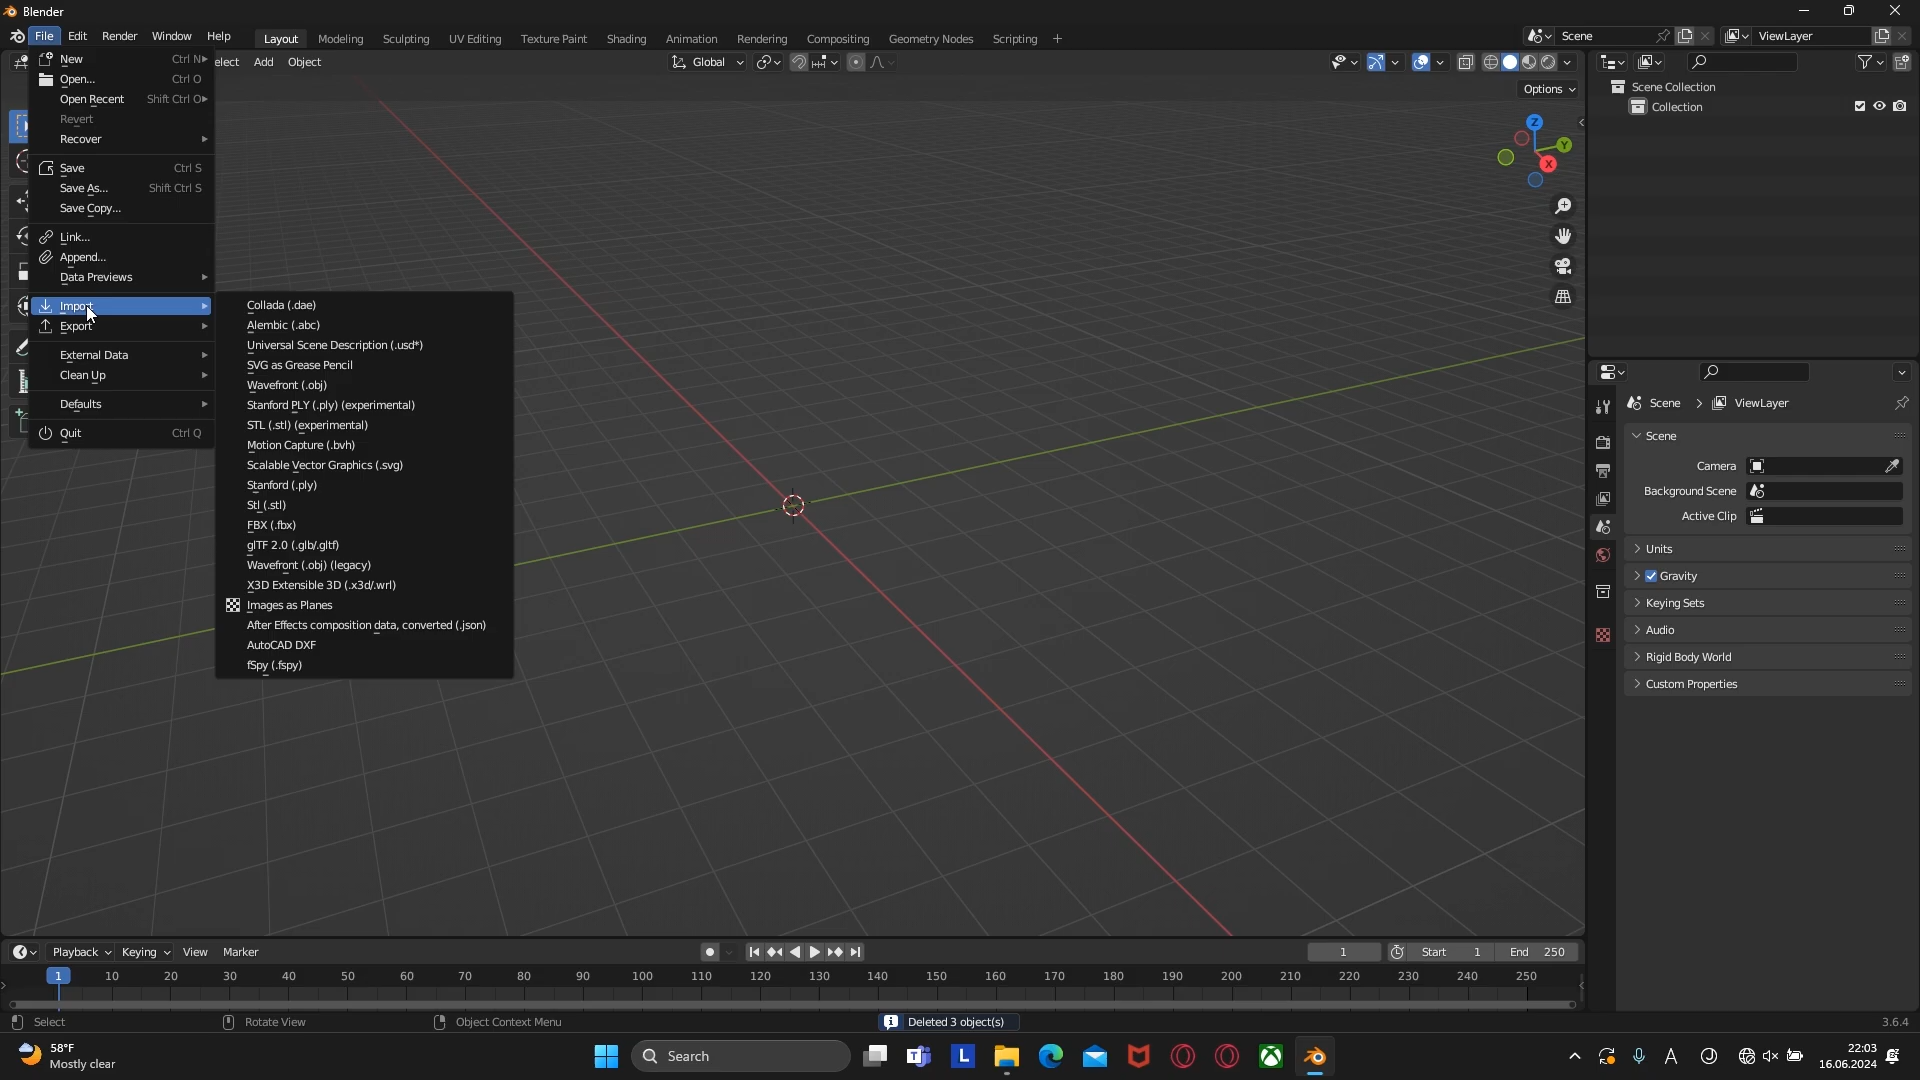 Blender
File Edit Render Window Help Layout Modeling Sculpting UV Editing Texture Paint Shading Animation Rendering Compositing Geometry Nodes Scripting + Scene ViewLayer
elect Add Object Global
Options
New Ctrl N
Open... Ctrl O
Open Recent Shift Ctrl O
Revert
Recover
Save Ctrl S
Save As... Shift Ctrl S
Save Copy...
Link...
Append...
Data Previews
Import
Export
External Data
Clean Up
Defaults
Quit Ctrl Q
Collada (.dae)
Alembic (.abc)
Universal Scene Description (.usd*)
SVG as Grease Pencil
Wavefront (.obj)
Stanford PLY (.ply) (experimental)
STL (.stl) (experimental)
Motion Capture (.bvh)
Scalable Vector Graphics (.svg)
Stanford (.ply)
Stl (.stl)
FBX (.fbx)
glTF 2.0 (.glb/.gltf)
Wavefront (.obj) (legacy)
X3D Extensible 3D (.x3d/.wrl)
Images as Planes
After Effects composition data, converted (.json)
AutoCAD DXF
fSpy (.fspy)
Z
Y
X
Scene Collection
Collection
Scene > ViewLayer
Scene
Camera
Background Scene
Active Clip
Units
Gravity
Keying Sets
Audio
Rigid Body World
Custom Properties
Playback Keying View Marker 1 Start 1 End 250
1 10 20 30 40 50 60 70 80 90 100 110 120 130 140 150 160 170 180 190 200 210 220 230 240 250
Select Rotate View Object Context Menu Deleted 3 object(s) 3.6.4
58°F
Mostly clear
Search
L
A
22:03
16.06.2024